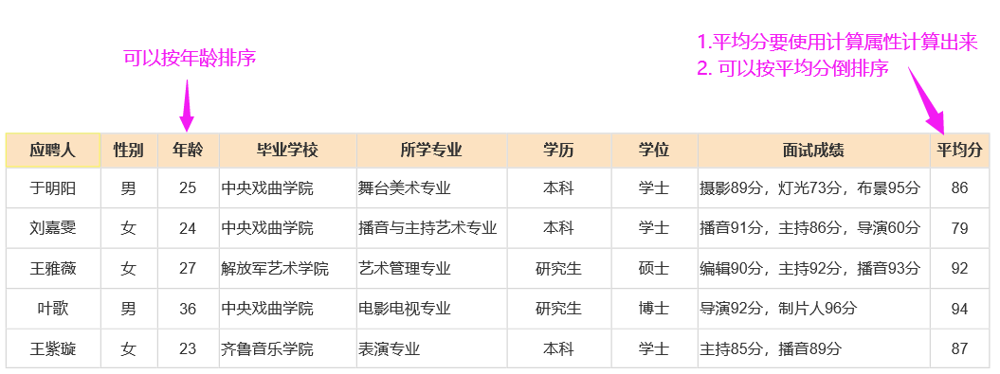 可以按年龄排序
1.平均分要使用计算属性计算出来
2. 可以按平均分倒排序
应聘人 性别 年龄 毕业学校 所学专业 学历 学位 面试成绩 平均分
于明阳 男 25 中央戏曲学院 舞台美术专业 本科 学士 摄影89分，灯光73分，布景95分 86
刘嘉雯 女 24 中央戏曲学院 播音与主持艺术专业 本科 学士 播音91分，主持86分，导演60分 79
王雅薇 女 27 解放军艺术学院 艺术管理专业 研究生 硕士 编辑90分，主持92分，播音93分 92
叶歌 男 36 中央戏曲学院 电影电视专业 研究生 博士 导演92分，制片人96分 94
王紫璇 女 23 齐鲁音乐学院 表演专业 本科 学士 主持85分，播音89分 87